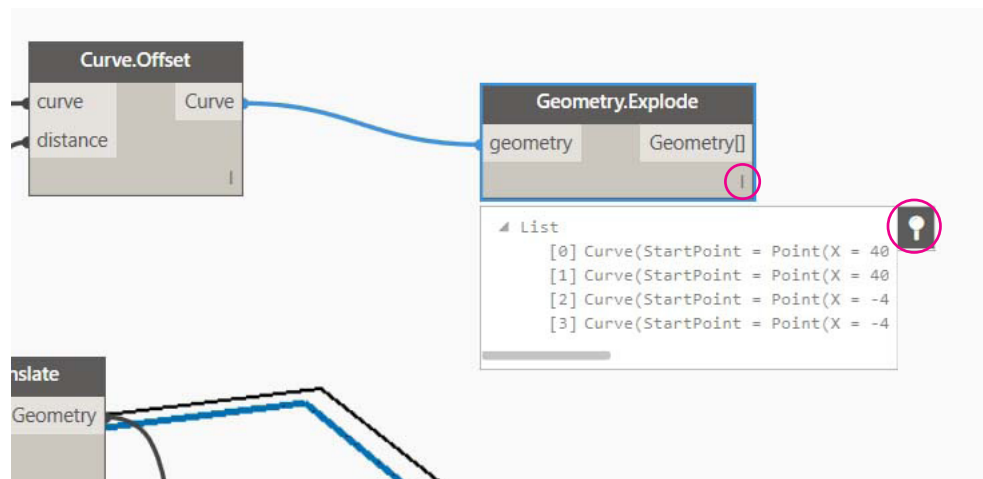 Curve.Offset
curve
Curve
distance
l
Geometry.Explode
geometry
Geometry[]
l
List
[0] Curve(StartPoint = Point(X = 40
[1] Curve(StartPoint = Point(X = 40
[2] Curve(StartPoint = Point(X = -4
[3] Curve(StartPoint = Point(X = -4
nslate
Geometry